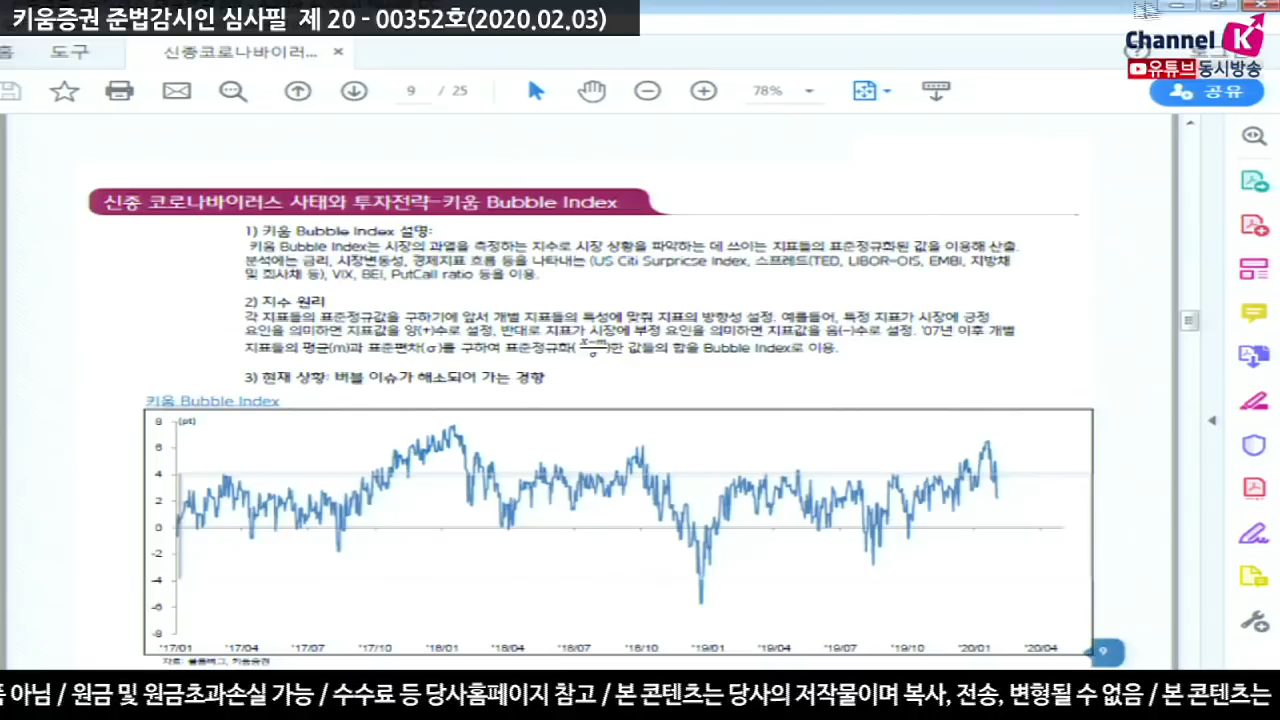 키움증권 준법감시인 심사필 제 20 - 00352호(2020.02.03)
Channel K
유튜브동시방송
홈 도구 신종코로나바이러... ×
9 / 25 78% 공유
신종 코로나바이러스 사태와 투자전략-키움 Bubble Index
1) 키움 Bubble Index 설명:
키움 Bubble Index는 시장의 과열을 측정하는 지수로 시장 상황을 파악하는 데 쓰이는 지표들의 표준정규화된 값을 이용해 산출.
분석에는 금리, 시장변동성, 경제지표 흐름 등을 나타내는 (US Citi Surpricse Index, 스프레드(TED, LIBOR-OIS, EMBI, 지방채
및 회사채 등), VIX, BEI, PutCall ratio 등을 이용.
2) 지수 원리
각 지표들의 표준정규값을 구하기에 앞서 개별 지표들의 특성에 맞춰 지표의 방향성 설정. 예를들어, 특정 지표가 시장에 긍정
요인을 의미하면 지표값을 양(+)수로 설정, 반대로 지표가 시장에 부정 요인을 의미하면 지표값을 음(-)수로 설정. '07년 이후 개별
지표들의 평균(m)과 표준편차(σ)를 구하여 표준정규화( x-m/σ )한 값들의 합을 Bubble Index로 이용.
3) 현재 상황: 버블 이슈가 해소되어 가는 경향
키움 Bubble Index
8 (pt)
6
4
2
0
-2
-4
-6
-8
'17/01 '17/04 '17/07 '17/10 '18/01 '18/04 '18/07 '18/10 '19/01 '19/04 '19/07 '19/10 '20/01 '20/04
자료: 블룸버그, 키움증권
9
아님 / 원금 및 원금초과손실 가능 / 수수료 등 당사홈페이지 참고 / 본 콘텐츠는 당사의 저작물이며 복사, 전송, 변형될 수 없음 / 본 콘텐츠는